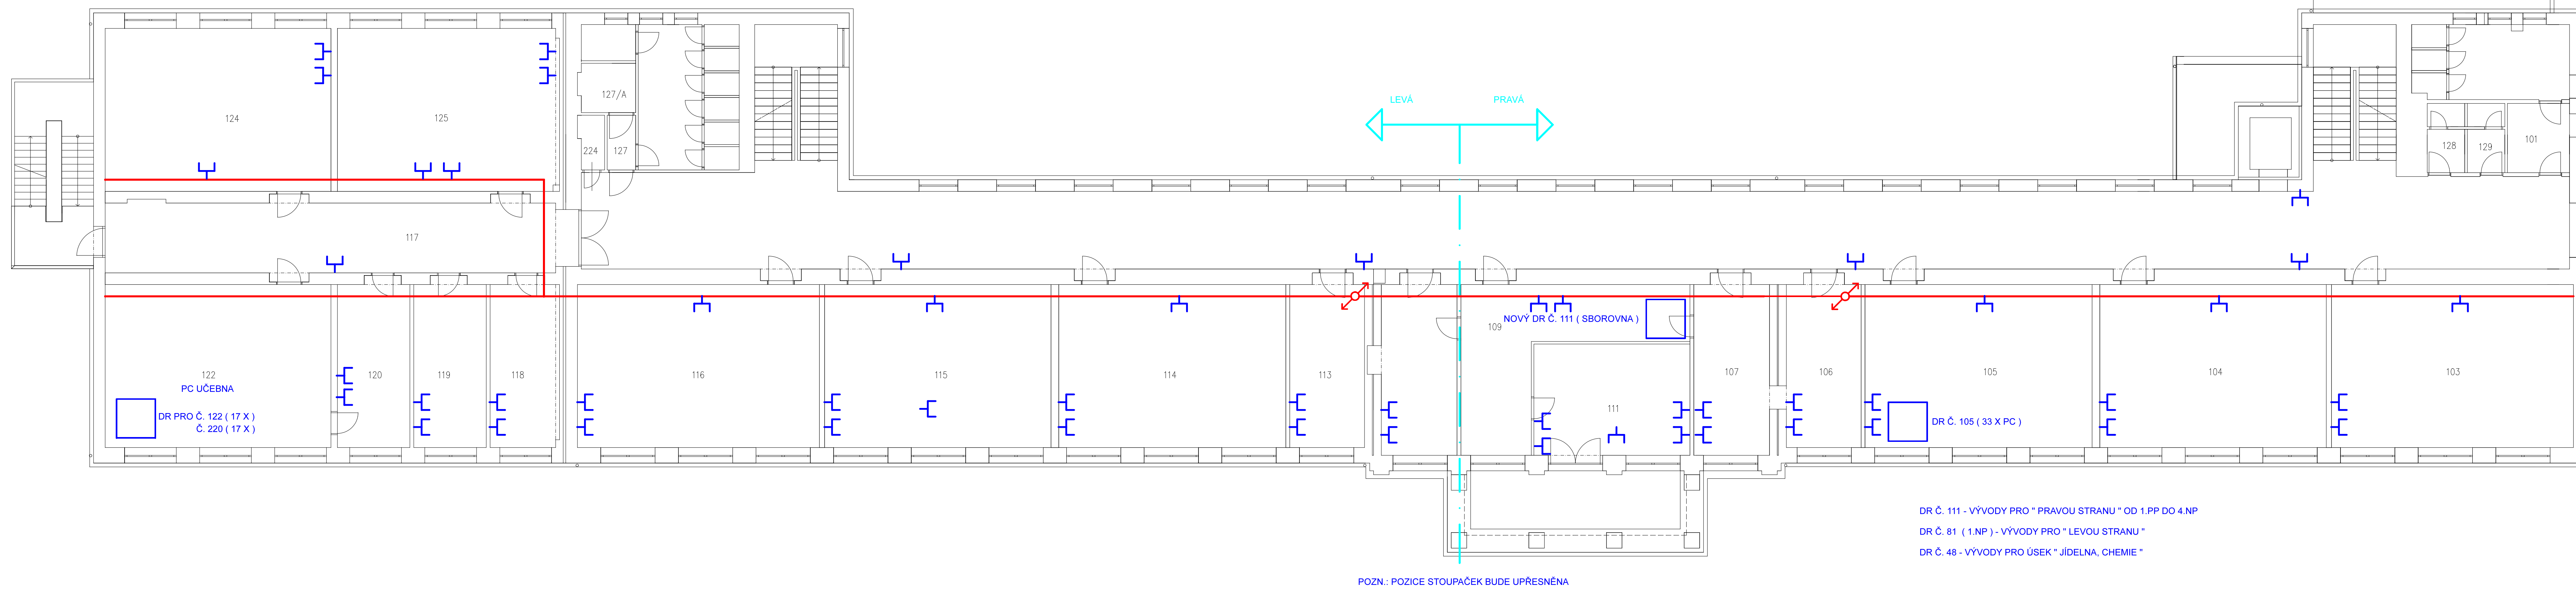 LEVÁ PRAVÁ
124
125
127/A
224
127
128
129
101
117
NOVÝ DR Č. 111 ( SBOROVNA )
109
122
PC UČEBNA
DR PRO Č. 122 ( 17 X )
Č. 220 ( 17 X )
120
119
118
116
115
114
113
111
107
106
105
DR Č. 105 ( 33 X PC )
104
103
DR Č. 111 - VÝVODY PRO " PRAVOU STRANU " OD 1.PP DO 4.NP
DR Č. 81 ( 1.NP ) - VÝVODY PRO " LEVOU STRANU "
DR Č. 48 - VÝVODY PRO ÚSEK " JÍDELNA, CHEMIE "
POZN.: POZICE STOUPAČEK BUDE UPŘESNĚNA